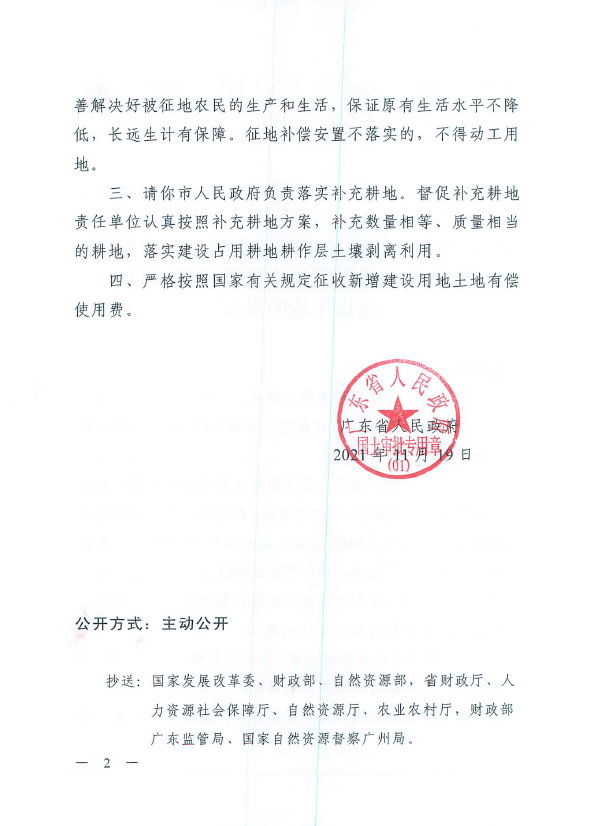 善解决好被征地农民的生产和生活，保证原有生活水平不降
低，长远生计有保障。征地补偿安置不落实的，不得动工用
地。
三、请你市人民政府负责落实补充耕地。督促补充耕地
责任单位认真按照补充耕地方案，补充数量相等、质量相当
的耕地，落实建设占用耕地耕作层土壤剥离利用。
四、严格按照国家有关规定征收新增建设用地土地有偿
使用费。
广东省人民政府
广东省人民政府
国土审批专用章
2021 年 11 月 19 日
(01)
公开方式：主动公开
抄送：国家发展改革委、财政部、自然资源部，省财政厅、人
力资源社会保障厅、自然资源厅、农业农村厅，财政部
广东监管局、国家自然资源督察广州局。
— 2 —